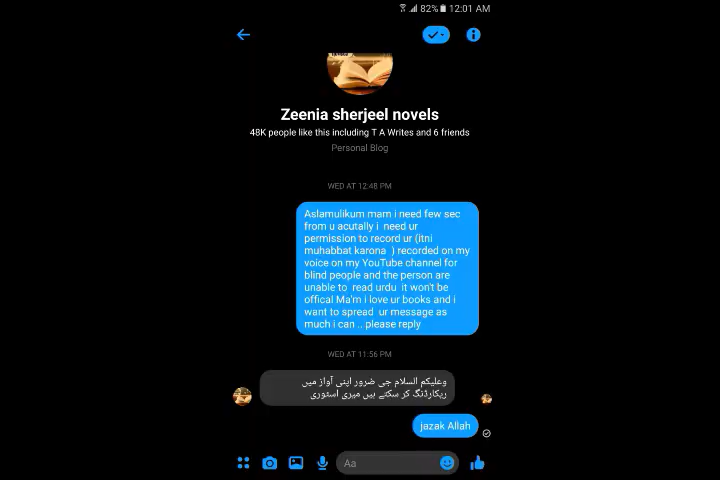 82% 12:01 AM
Zeenia sherjeel novels
48K people like this including T A Writes and 6 friends
Personal Blog
WED AT 12:48 PM
Aslamulikum mam i need few sec
from u acutally i need ur
permission to record ur (itni
muhabbat karona ) recorded on my
voice on my YouTube channel for
blind people and the person are
unable to read urdu it won't be
offical Ma'm i love ur books and i
want to spread ur message as
much i can .. please reply
WED AT 11:56 PM
وعلیکم السلام جی ضرور اپنی آواز میں
ریکارڈنگ کر سکتے ہیں میری اسٹوری
jazak Allah
Aa